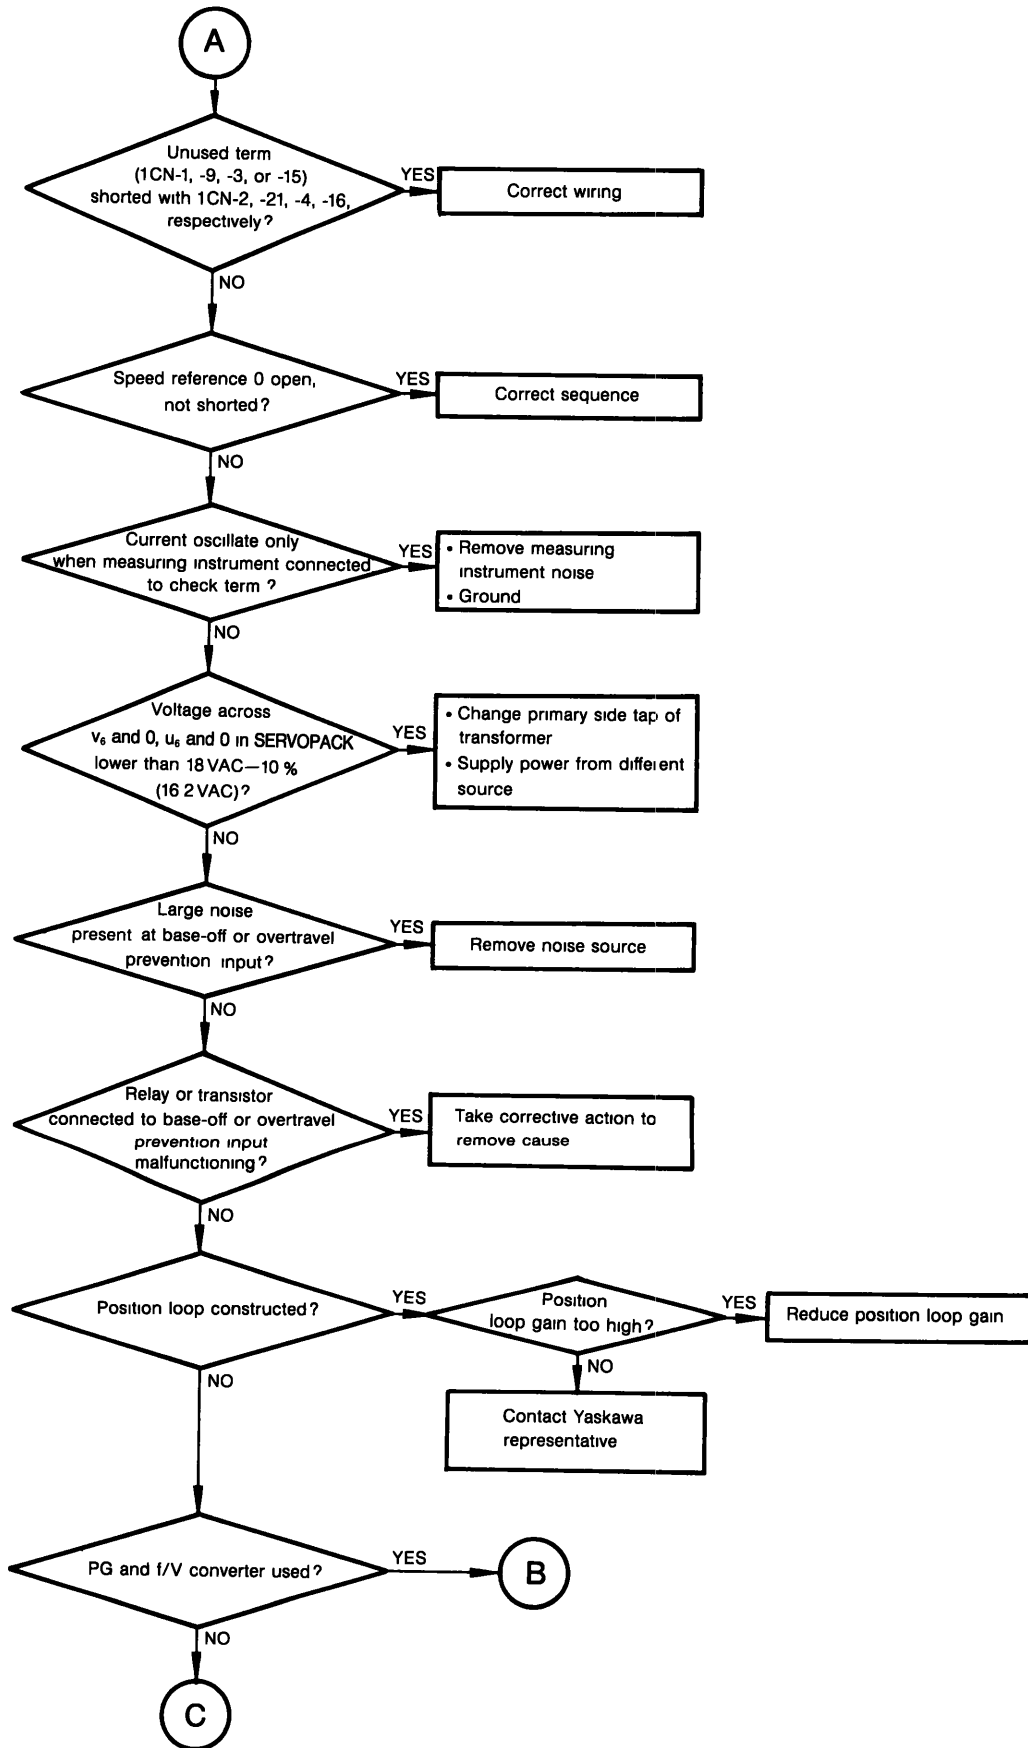 A
Unused term
(1CN-1, -9, -3, or -15)
shorted with 1CN-2, -21, -4, -16,
respectively?
YES
Correct wiring
NO
Speed reference 0 open,
not shorted?
YES
Correct sequence
NO
Current oscillate only
when measuring instrument connected
to check term ?
YES
• Remove measuring
instrument noise
• Ground
NO
Voltage across
v₆ and 0, u₆ and 0 in SERVOPACK
lower than 18 VAC—10 %
(16 2 VAC)?
YES
• Change primary side tap of
transformer
• Supply power from different
source
NO
Large noise
present at base-off or overtravel
prevention input?
YES
Remove noise source
NO
Relay or transistor
connected to base-off or overtravel
prevention input
malfunctioning?
YES
Take corrective action to
remove cause
NO
Position loop constructed?
YES
Position
loop gain too high?
YES
Reduce position loop gain
NO
Contact Yaskawa
representative
NO
PG and f/V converter used?
YES
B
NO
C